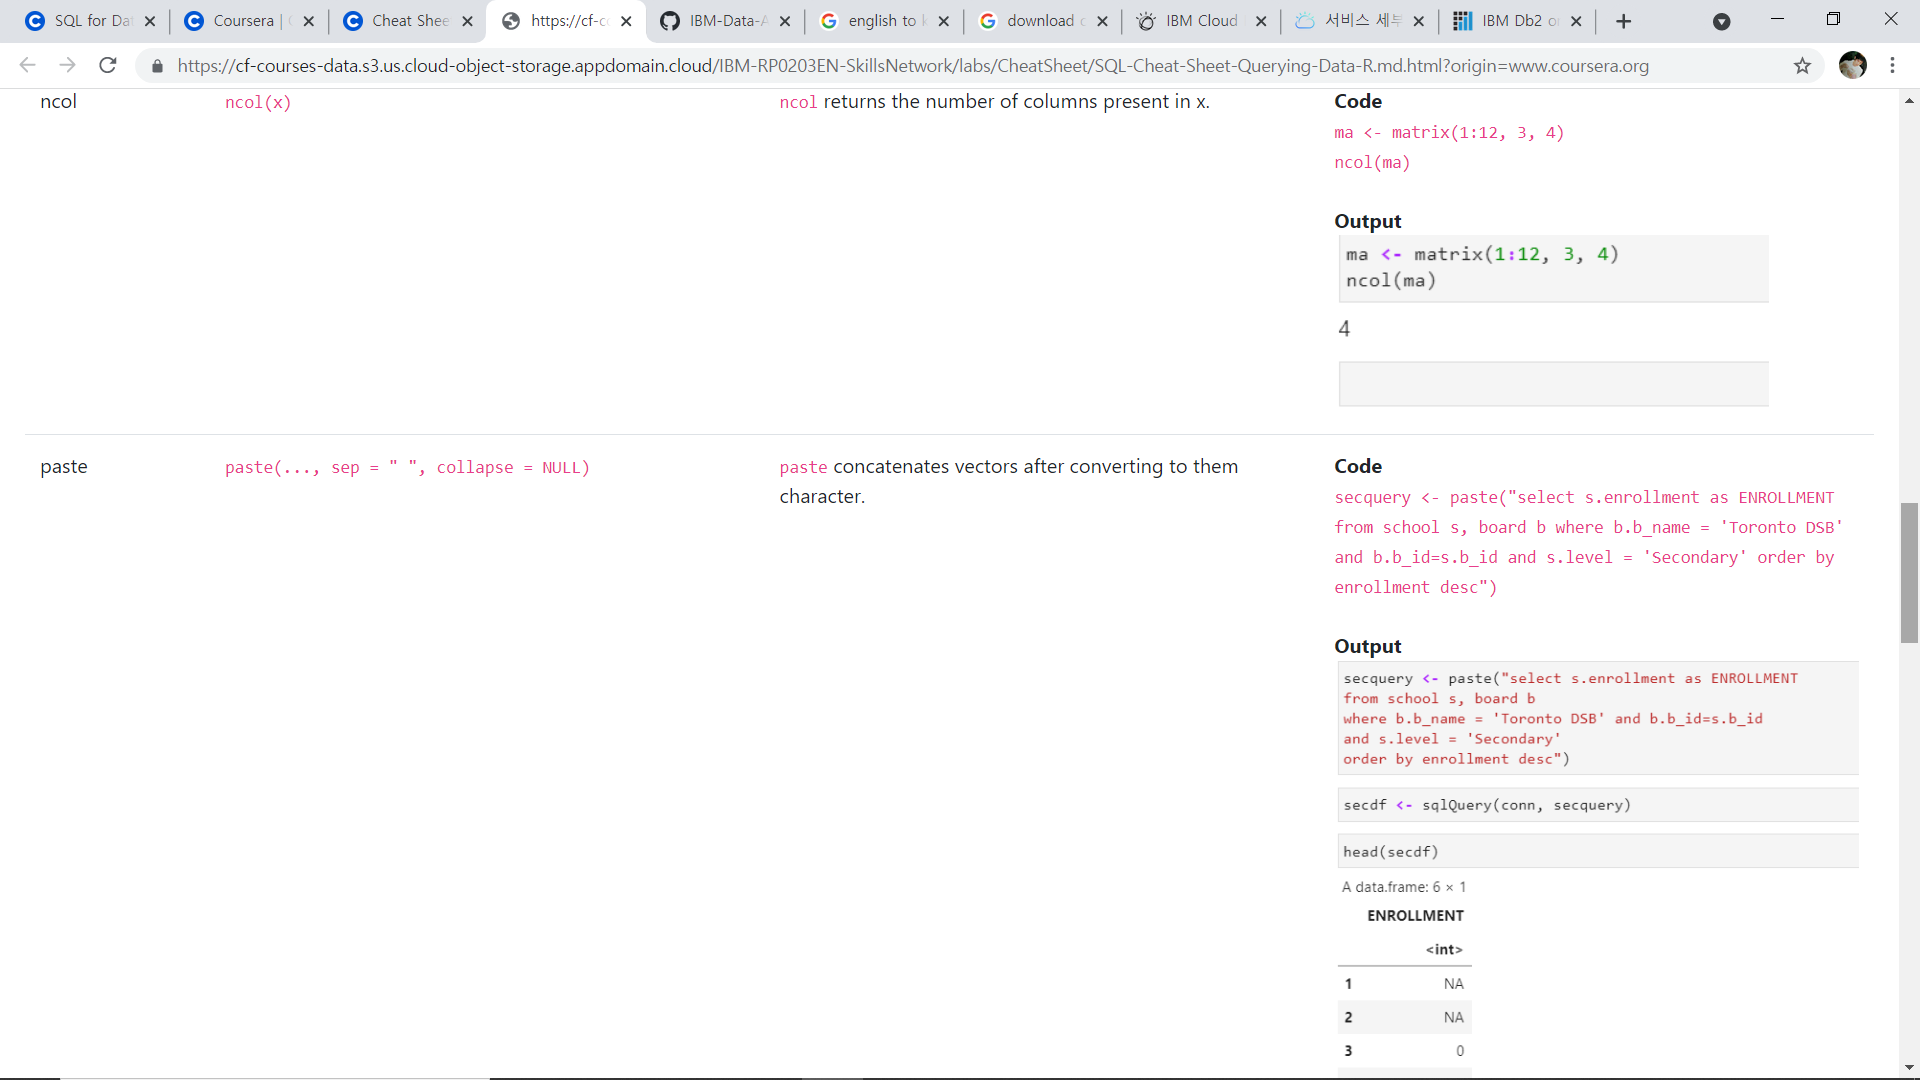 SQL for Dat
Coursera | C
Cheat Shee
https://cf-co
IBM-Data-A
english to k
download c
IBM Cloud
서비스 세부
IBM Db2 o
https://cf-courses-data.s3.us.cloud-object-storage.appdomain.cloud/IBM-RP0203EN-SkillsNetwork/labs/CheatSheet/SQL-Cheat-Sheet-Querying-Data-R.md.html?origin=www.coursera.org
ncol
ncol(x)
ncol returns the number of columns present in x.
Code
ma <- matrix(1:12, 3, 4)
ncol(ma)
Output
ma <- matrix(1:12, 3, 4)
ncol(ma)
4
paste
paste(..., sep = " ", collapse = NULL)
paste concatenates vectors after converting to them
character.
Code
secquery <- paste("select s.enrollment as ENROLLMENT
from school s, board b where b.b_name = 'Toronto DSB'
and b.b_id=s.b_id and s.level = 'Secondary' order by
enrollment desc")
Output
secquery <- paste("select s.enrollment as ENROLLMENT
from school s, board b
where b.b_name = 'Toronto DSB' and b.b_id=s.b_id
and s.level = 'Secondary'
order by enrollment desc")
secdf <- sqlQuery(conn, secquery)
head(secdf)
A data.frame: 6 × 1
ENROLLMENT
<int>
1 NA
2 NA
3 0